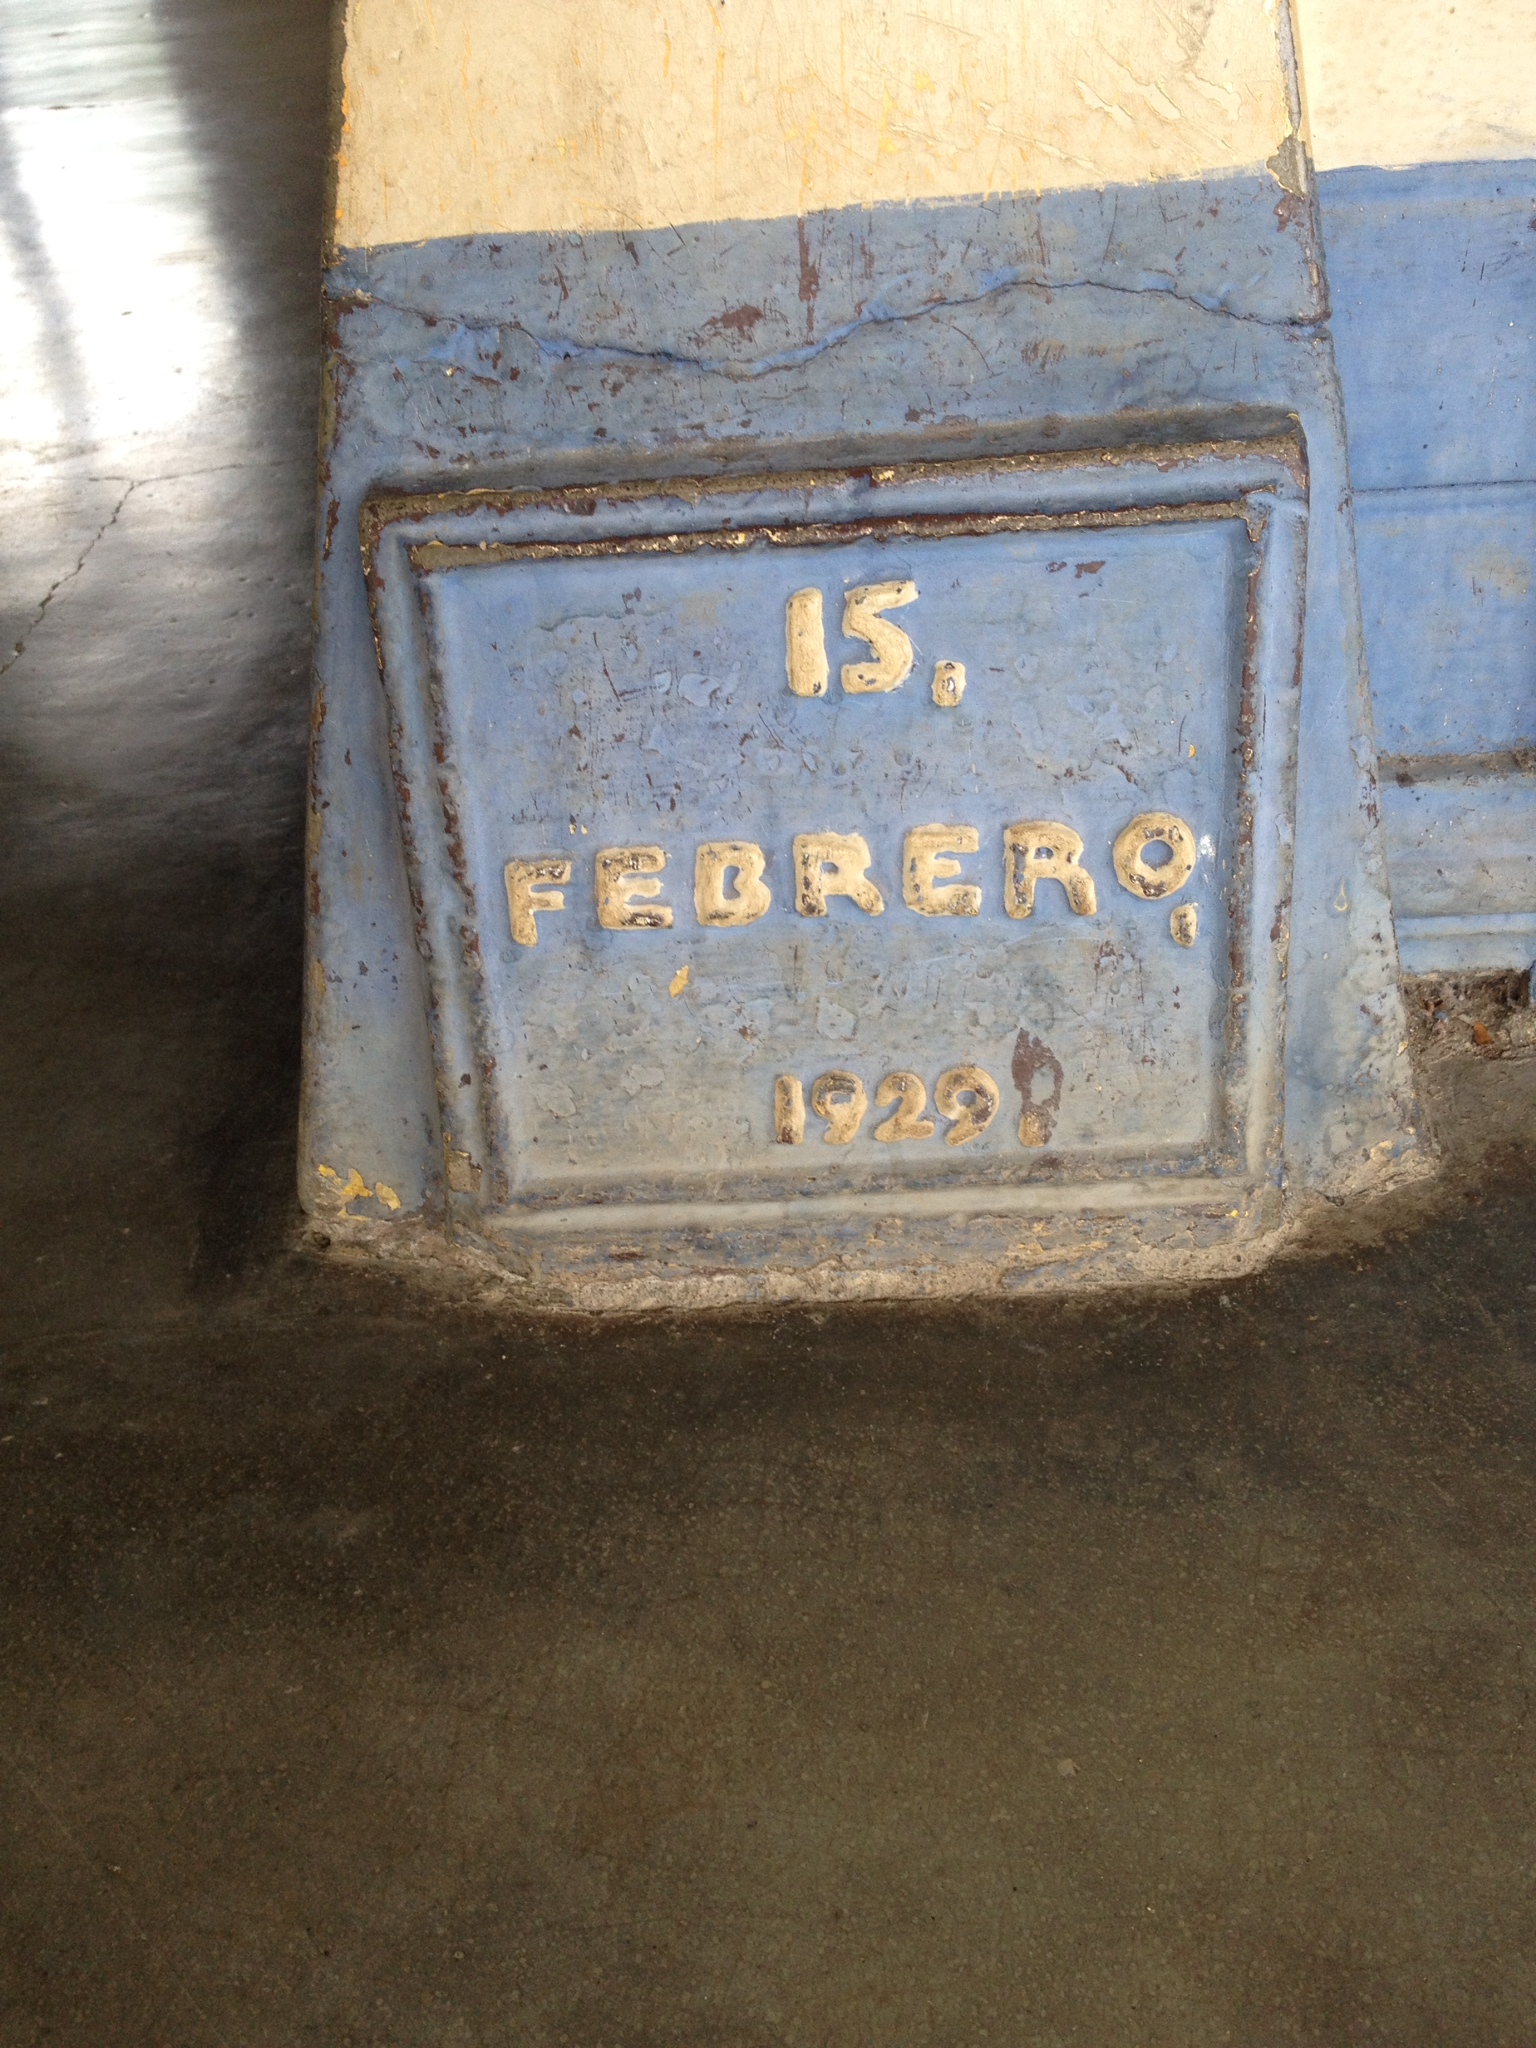 15,
FEBRERO,
1929.